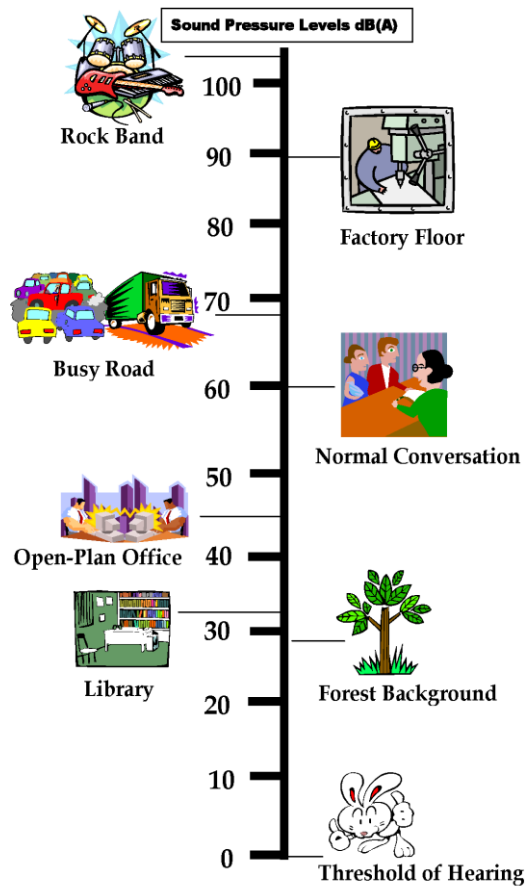 Sound Pressure Levels dB(A)
100
Rock Band
90
80
Factory Floor
70
Busy Road
60
Normal Conversation
50
Open-Plan Office
40
30
Library
Forest Background
20
10
0
Threshold of Hearing